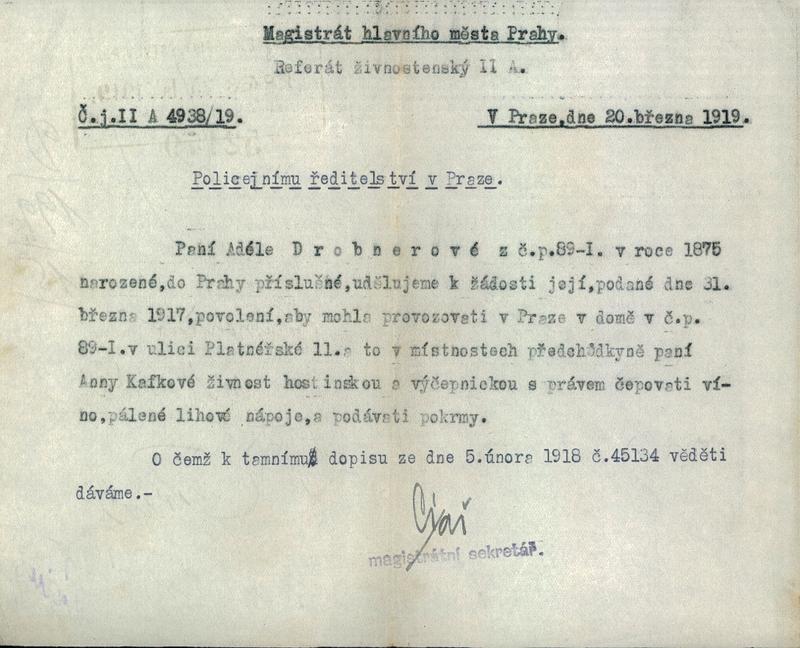 Magistrát hlavního města Prahy.
Referát živnostenský II A.
Č.j.II A 4938/19.
V Praze,dne 20.března 1919.
Policejnímu ředitelství v Praze.
Paní Adéle D r o b n e r o v é z č.p.89-I. v roce 1875
narozené,do Prahy příslušné,udělujeme k žádosti její,podané dne 31.
března 1917,povolení,aby mohla provozovati v Praze v domě v č.p.
89-I.v ulici Platnéřské 11.a to v místnostech předchůdkyně paní
Anny Kafkové živnost hostinskou a výčepnickou s právem čepovati ví-
no,pálené lihové nápoje,a podávati pokrmy.
O čemž k tamnímu dopisu ze dne 5.února 1918 č.45134 věděti
dáváme.-
magistrátní sekretář.